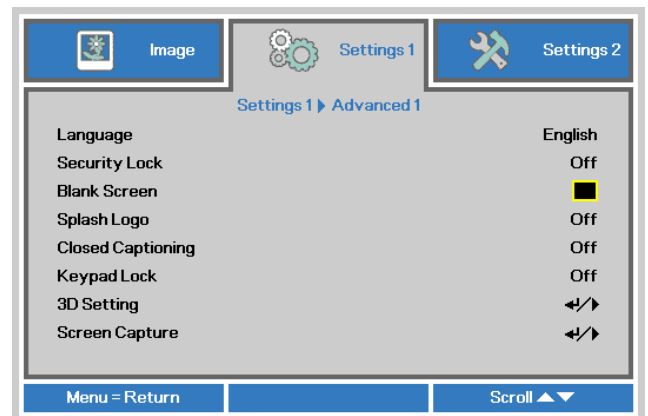 Image
Settings 1
Settings 2
Settings 1 ▶ Advanced 1
Language English
Security Lock Off
Blank Screen
Splash Logo Off
Closed Captioning Off
Keypad Lock Off
3D Setting ↵/▶
Screen Capture ↵/▶
Menu = Return Scroll ▲▼